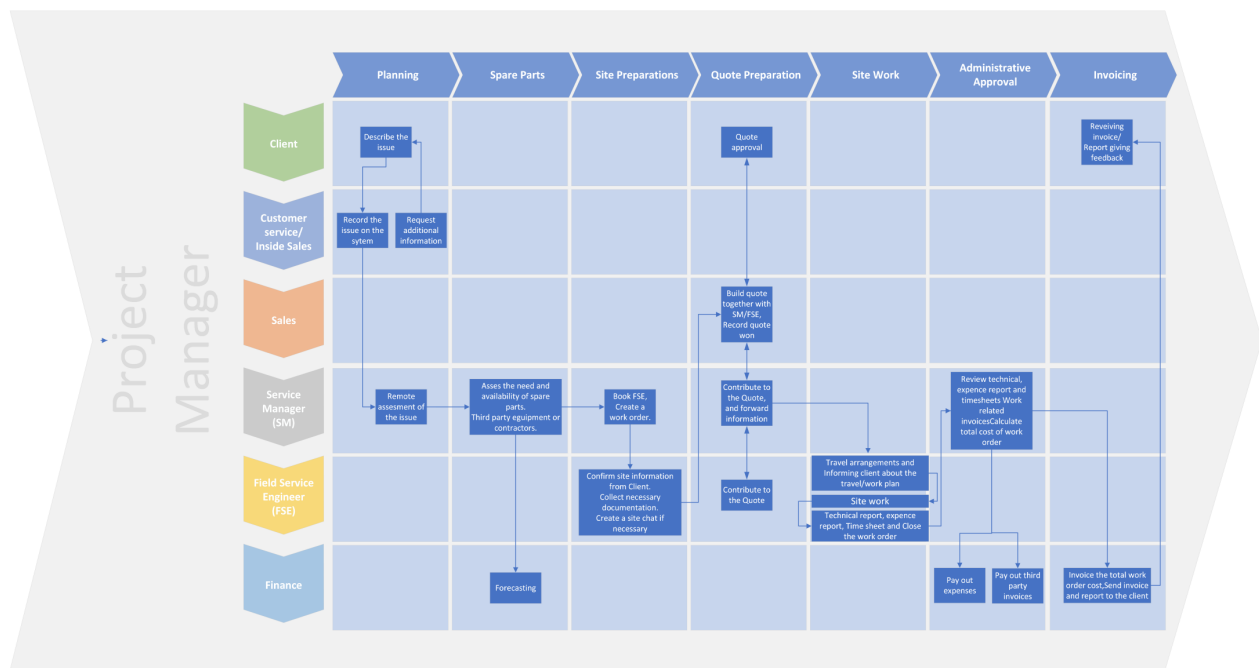 Project
Manager
Planning
Spare Parts
Site Preparations
Quote Preparation
Site Work
Administrative
Approval
Invoicing
Client
Describe the
issue
Quote
approval
Reveiving
invoice/
Report giving
feedback
Customer
service/
Inside Sales
Record the
issue on the
sytem
Request
additional
information
Sales
Build quote
together with
SM/FSE,
Record quote
won
Service
Manager
(SM)
Remote
assesment of
the issue
Asses the need and
availability of spare
parts.
Third party eguipment or
contractors.
Book FSE,
Create a
work order.
Contribute to
the Quote,
and forward
information
Review technical,
expence report and
timesheets Work
related
invoicesCalculate
total cost of work
order
Field Service
Engineer
(FSE)
Confirm site information
from Client.
Collect necessary
documentation.
Create a site chat if
necessary
Contribute to
the Quote
Travel arrangements and
Informing client about the
travel/work plan
Site work
Technical report, expence
report, Time sheet and Close
the work order
Finance
Forecasting
Pay out
expenses
Pay out third
party
invoices
Invoice the total work
order cost,Send invoice
and report to the client